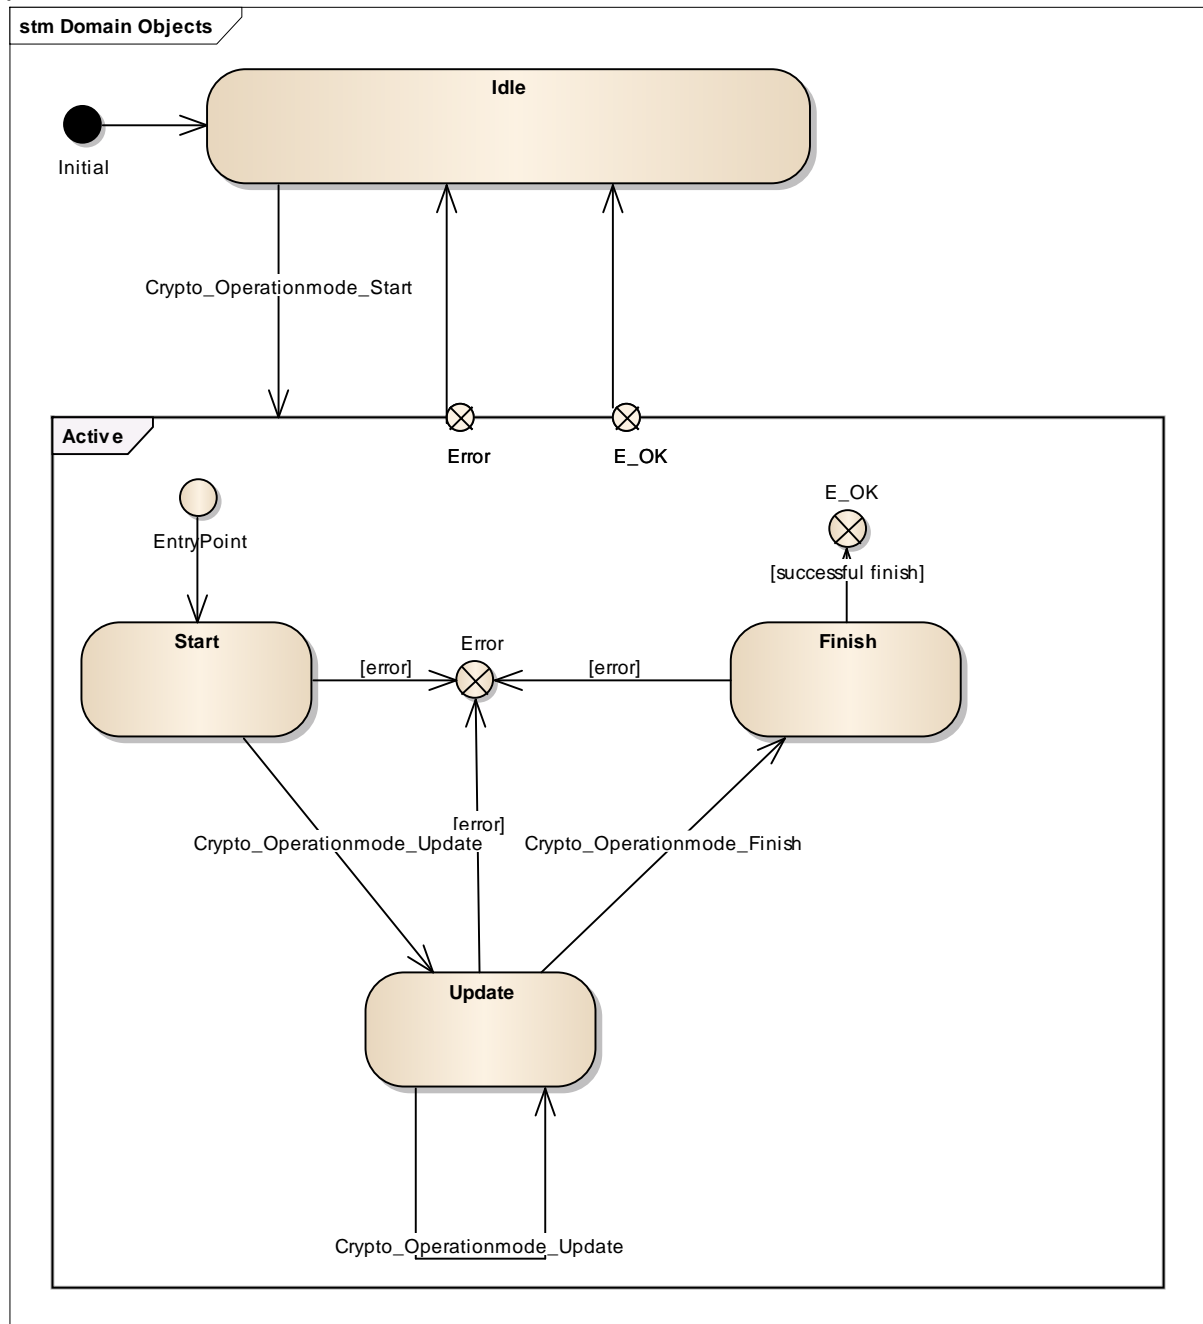 stm Domain Objects
Idle
Initial
Crypto_Operationmode_Start
Active
Error
E_OK
EntryPoint
E_OK
[successful finish]
Start
Error
Finish
[error]
[error]
[error]
Crypto_Operationmode_Update
Crypto_Operationmode_Finish
Update
Crypto_Operationmode_Update